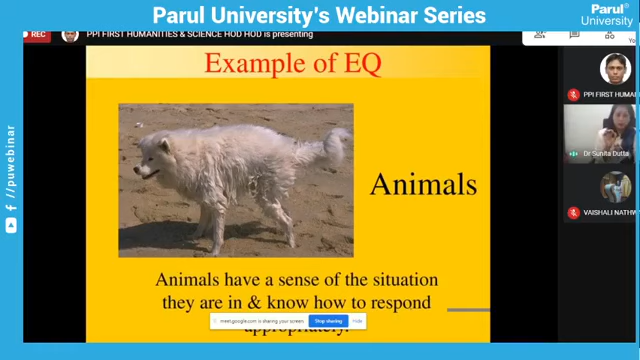 Parul University's Webinar Series
Parul®
University
REC
PPI FIRST HUMANITIES & SCIENCE HOD HOD is presenting
Example of EQ
Animals
Animals have a sense of the situation
they are in & know how to respond
appropriately.
meet.google.com is sharing your screen.
Stop sharing
Hide
PPI FIRST HUMAN
Dr Sunita Dutta
VAISHALI NATHW
//puwebinar